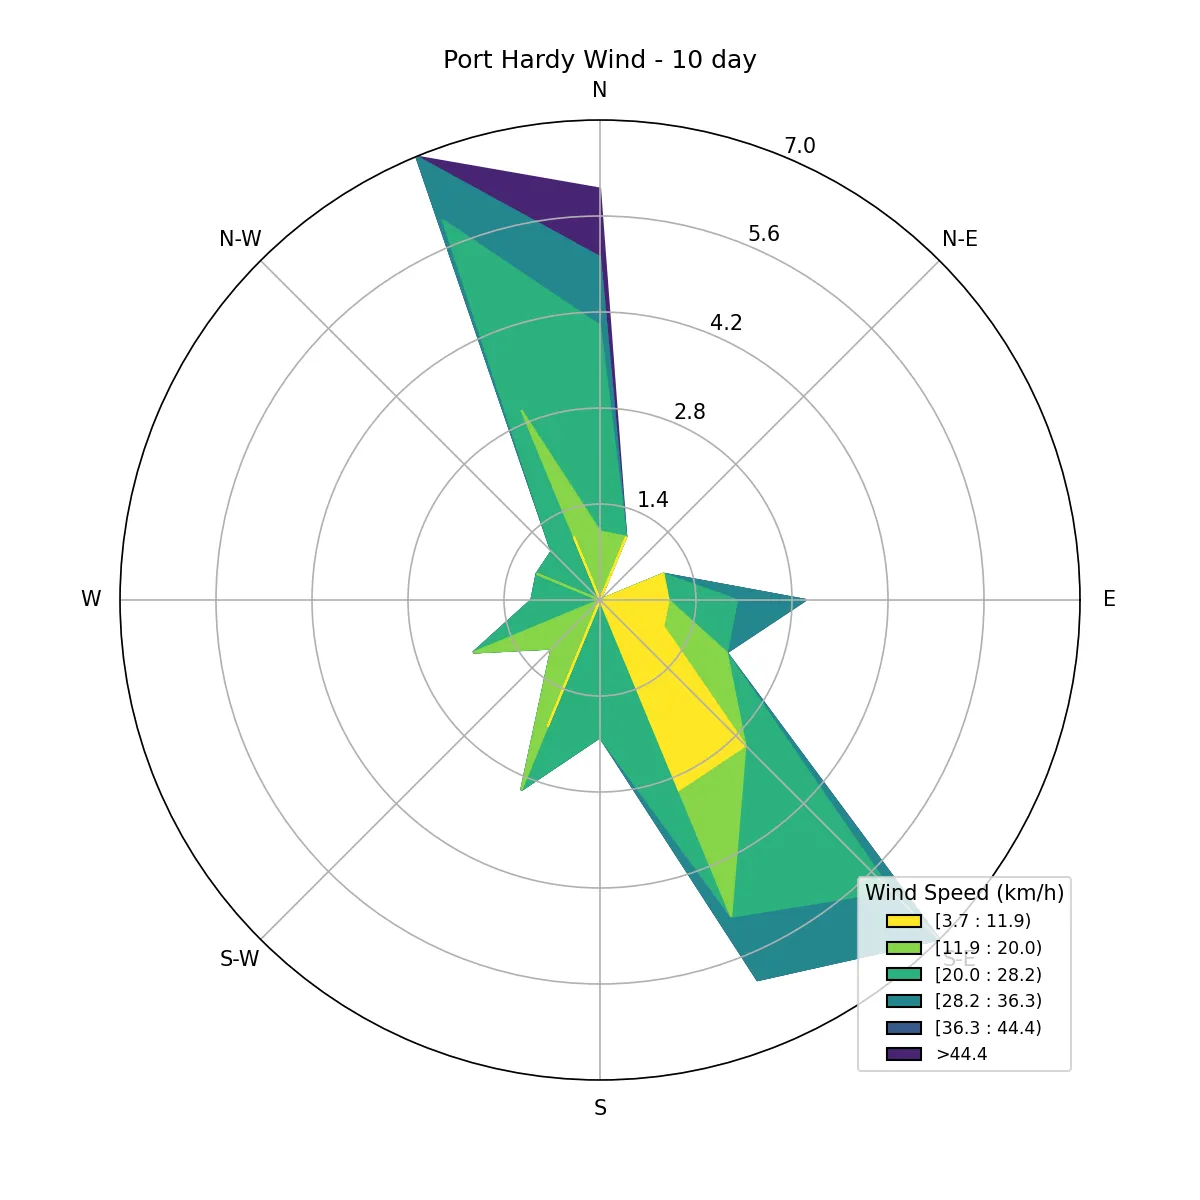 Port Hardy Wind - 10 day
N
7.0
N-W
5.6
N-E
4.2
2.8
1.4
W
E
Wind Speed (km/h)
[3.7 : 11.9)
[11.9 : 20.0)
S-W
S-E
[20.0 : 28.2)
[28.2 : 36.3)
[36.3 : 44.4)
>44.4
S